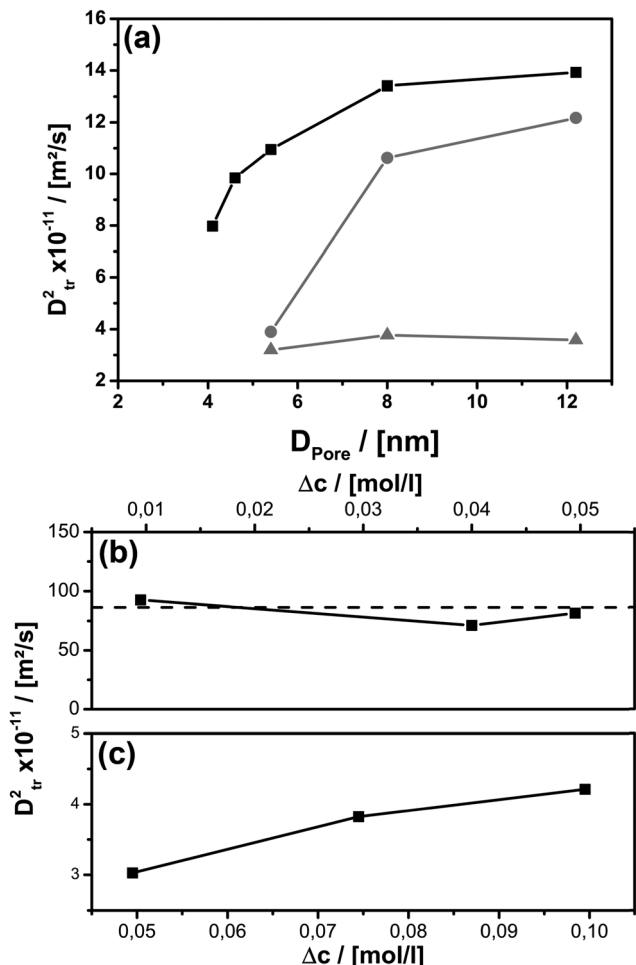 (a)
16
14
12
10
8
6
4
2
D²tr x10⁻¹¹ / [m²/s]
2 4 6 8 10 12
DPore / [nm]
Δc / [mol/l]
0,01 0,02 0,03 0,04 0,05
(b)
150
100
50
0
D²tr x10⁻¹¹ / [m²/s]
(c)
5
4
3
0,05 0,06 0,07 0,08 0,09 0,10
Δc / [mol/l]